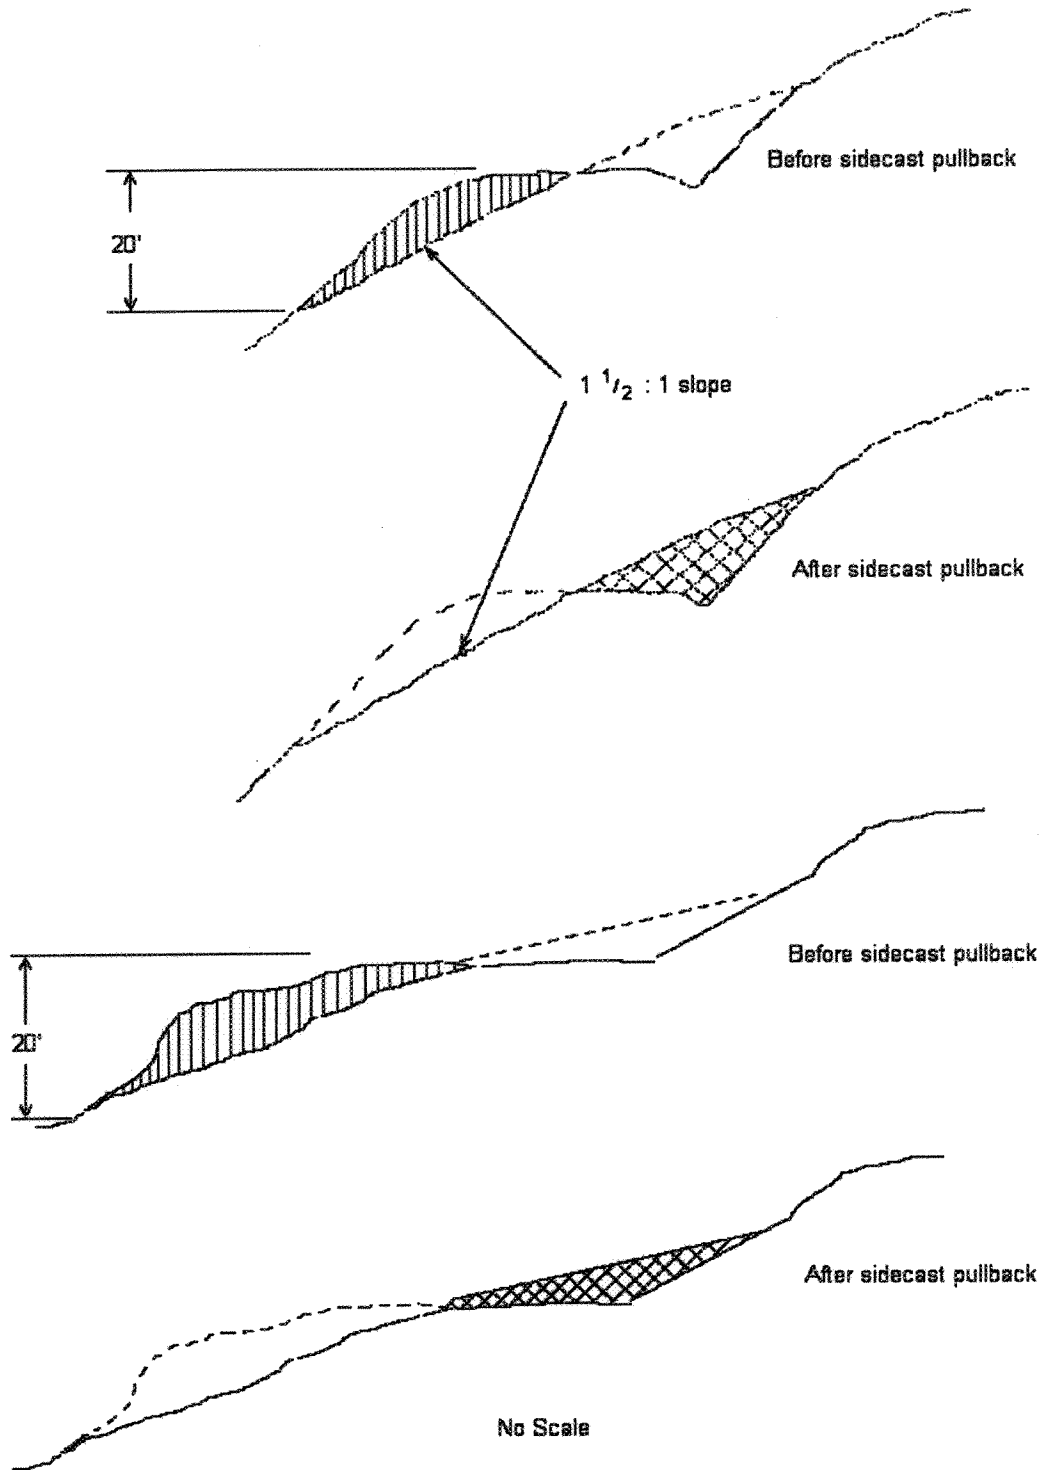 Before sidecast pullback
20'
1 1/2 : 1 slope
After sidecast pullback
Before sidecast pullback
20'
After sidecast pullback
No Scale